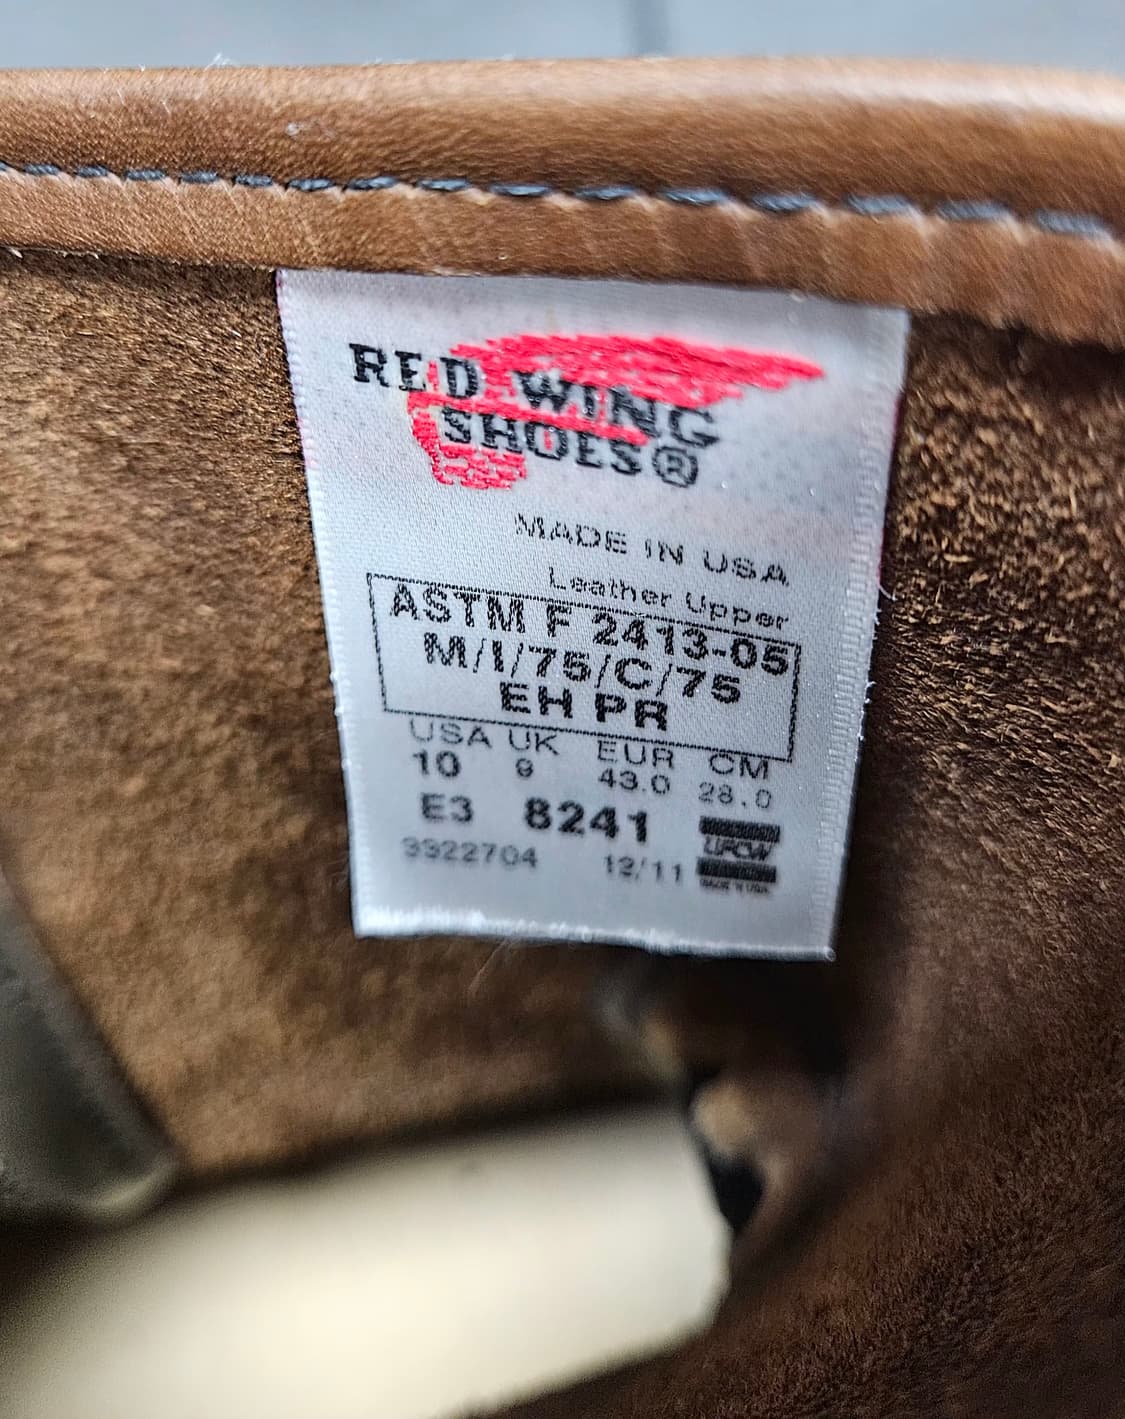 RED WING
SHOES®
MADE IN USA
Leather Upper
ASTM F 2413-05
M/I/75/C/75
EH PR
USA UK EUR CM
10 9 43.0 28.0
E3 8241
UFCW
3922704 12/11
MADE IN USA